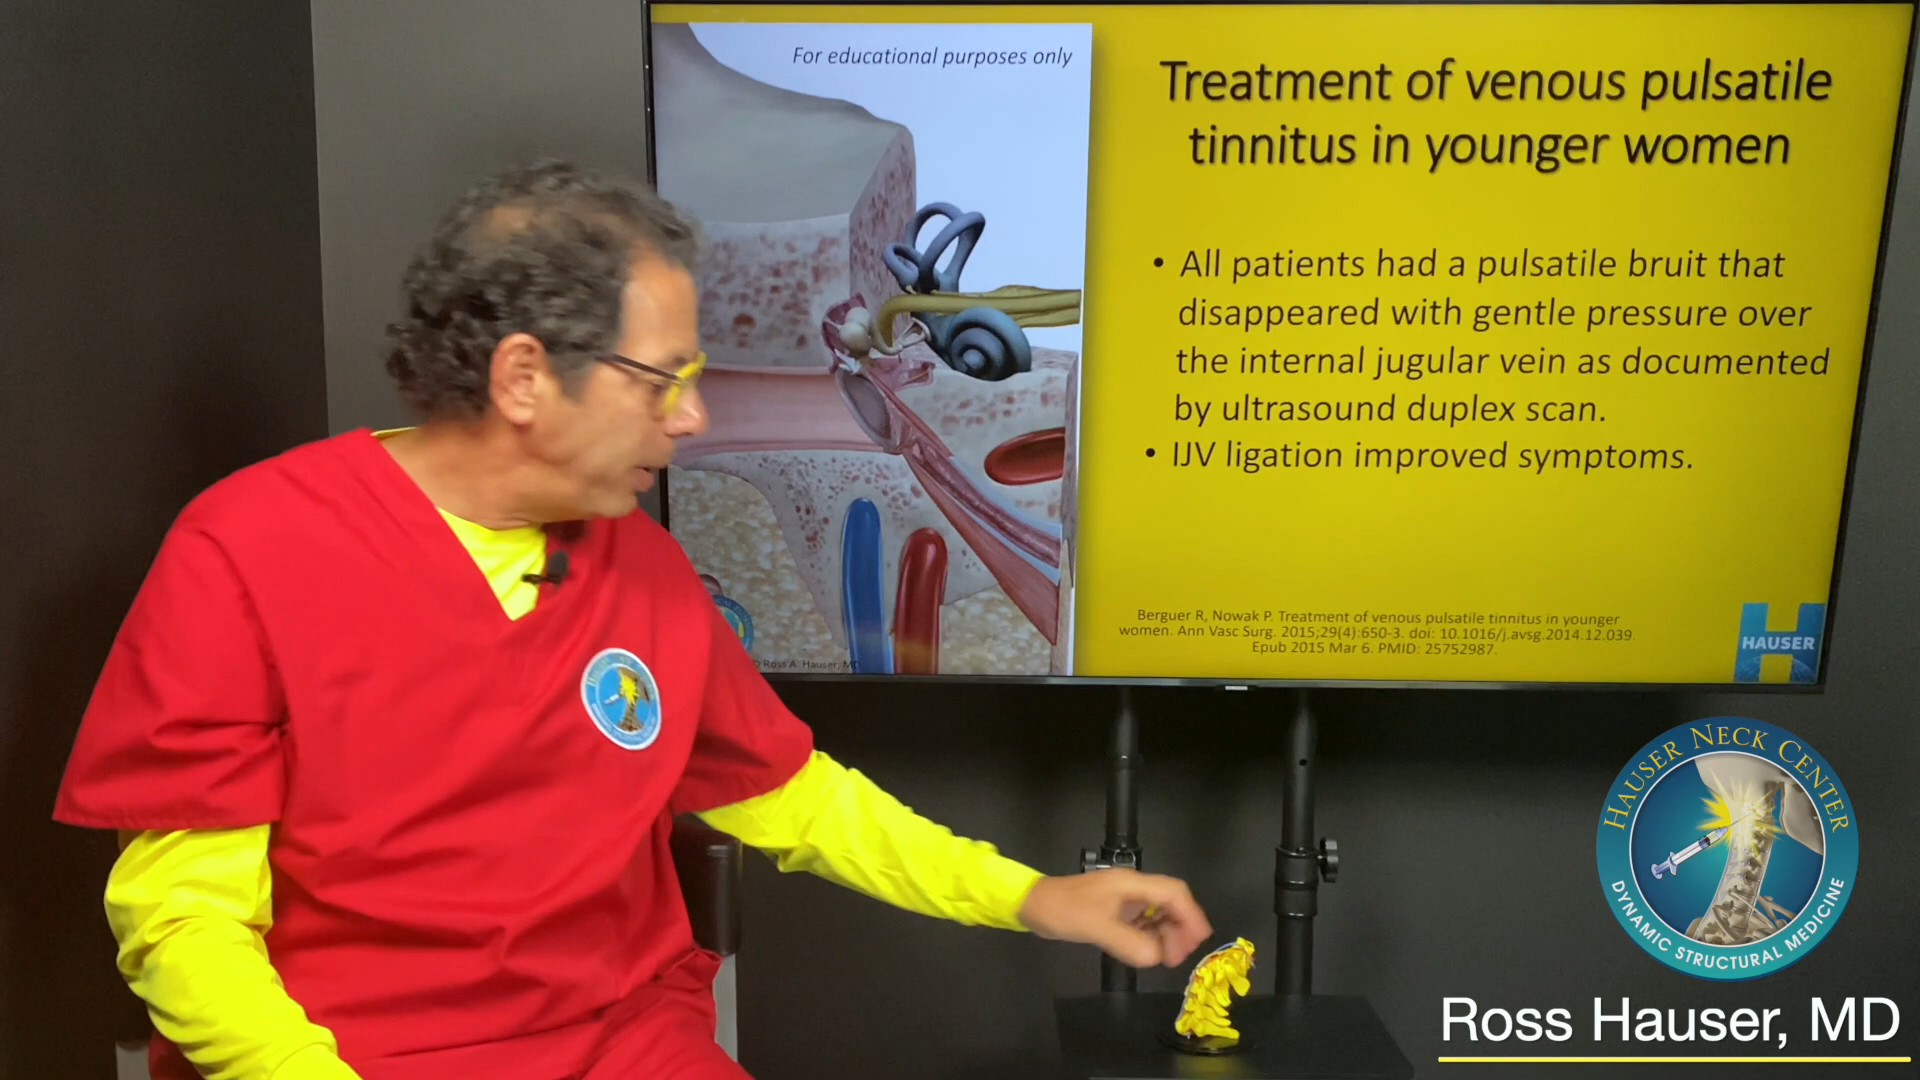 For educational purposes only
Treatment of venous pulsatile
tinnitus in younger women
• All patients had a pulsatile bruit that
disappeared with gentle pressure over
the internal jugular vein as documented
by ultrasound duplex scan.
• IJV ligation improved symptoms.
Berguer R, Nowak P. Treatment of venous pulsatile tinnitus in younger
women. Ann Vasc Surg. 2015;29(4):650-3. doi: 10.1016/j.avsg.2014.12.039.
Epub 2015 Mar 6. PMID: 25752987.
HAUSER
Ross A. Hauser, MD
HAUSER NECK CENTER
DYNAMIC STRUCTURAL MEDICINE
Ross Hauser, MD